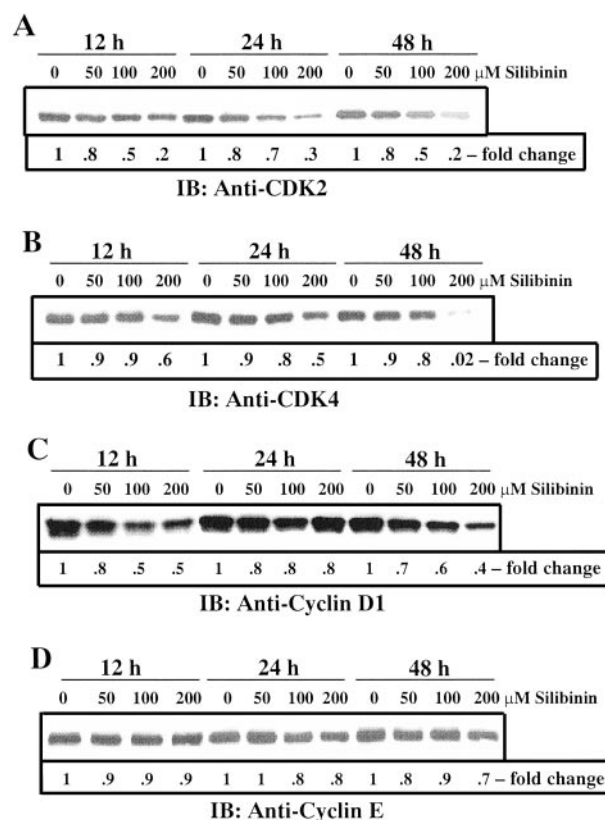 A
12 h 24 h 48 h
0 50 100 200 0 50 100 200 0 50 100 200 μM Silibinin
1 .8 .5 .2 1 .8 .7 .3 1 .8 .5 .2 – fold change
IB: Anti-CDK2
B
12 h 24 h 48 h
0 50 100 200 0 50 100 200 0 50 100 200 μM Silibinin
1 .9 .9 .6 1 .9 .8 .5 1 .9 .8 .02 – fold change
IB: Anti-CDK4
C
12 h 24 h 48 h
0 50 100 200 0 50 100 200 0 50 100 200 μM Silibinin
1 .8 .5 .5 1 .8 .8 .8 1 .7 .6 .4 – fold change
IB: Anti-Cyclin D1
D
12 h 24 h 48 h
0 50 100 200 0 50 100 200 0 50 100 200 μM Silibinin
1 .9 .9 .9 1 1 .8 .8 1 .8 .9 .7 – fold change
IB: Anti-Cyclin E